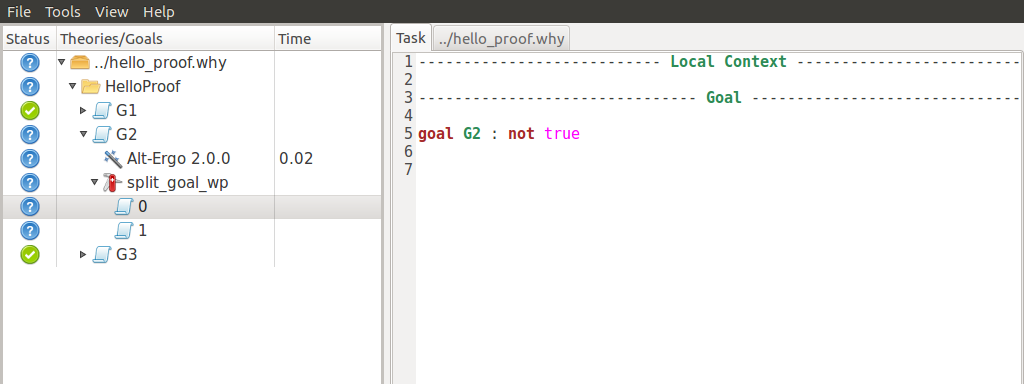 File Tools View Help
Status Theories/Goals Time
../hello_proof.why
HelloProof
G1
G2
Alt-Ergo 2.0.0 0.02
split_goal_wp
0
1
G3
Task ../hello_proof.why
1 --------------------------- Local Context -------------------------
2
3 ------------------------------- Goal ------------------------------
4
5 goal G2 : not true
6
7